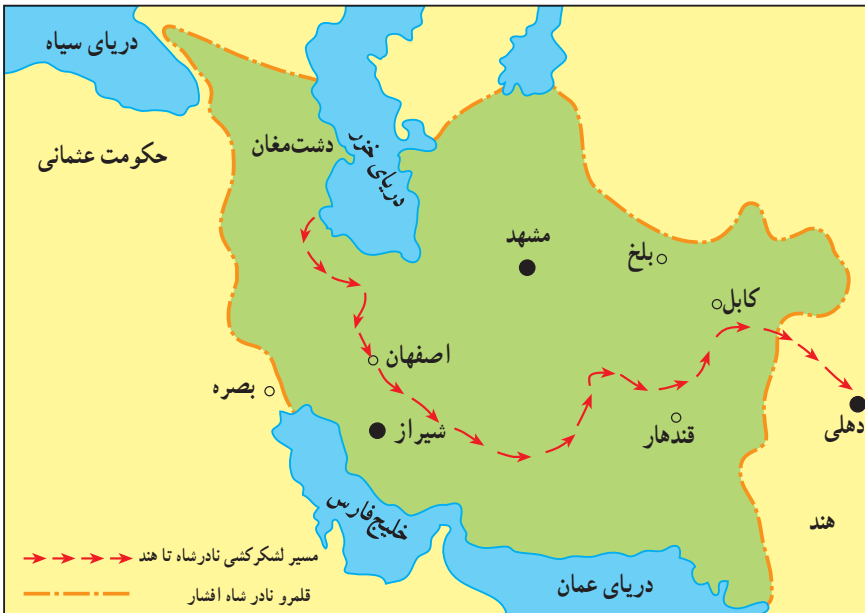 دریای سیاه
حکومت عثمانی
دشت‌مغان
دریای خزر
مشهد
بلخ
کابل
اصفهان
بصره
شیراز
قندهار
دهلی
خلیج‌فارس
هند
دریای عمان
مسیر لشکرکشی نادرشاه تا هند
قلمرو نادر شاه افشار